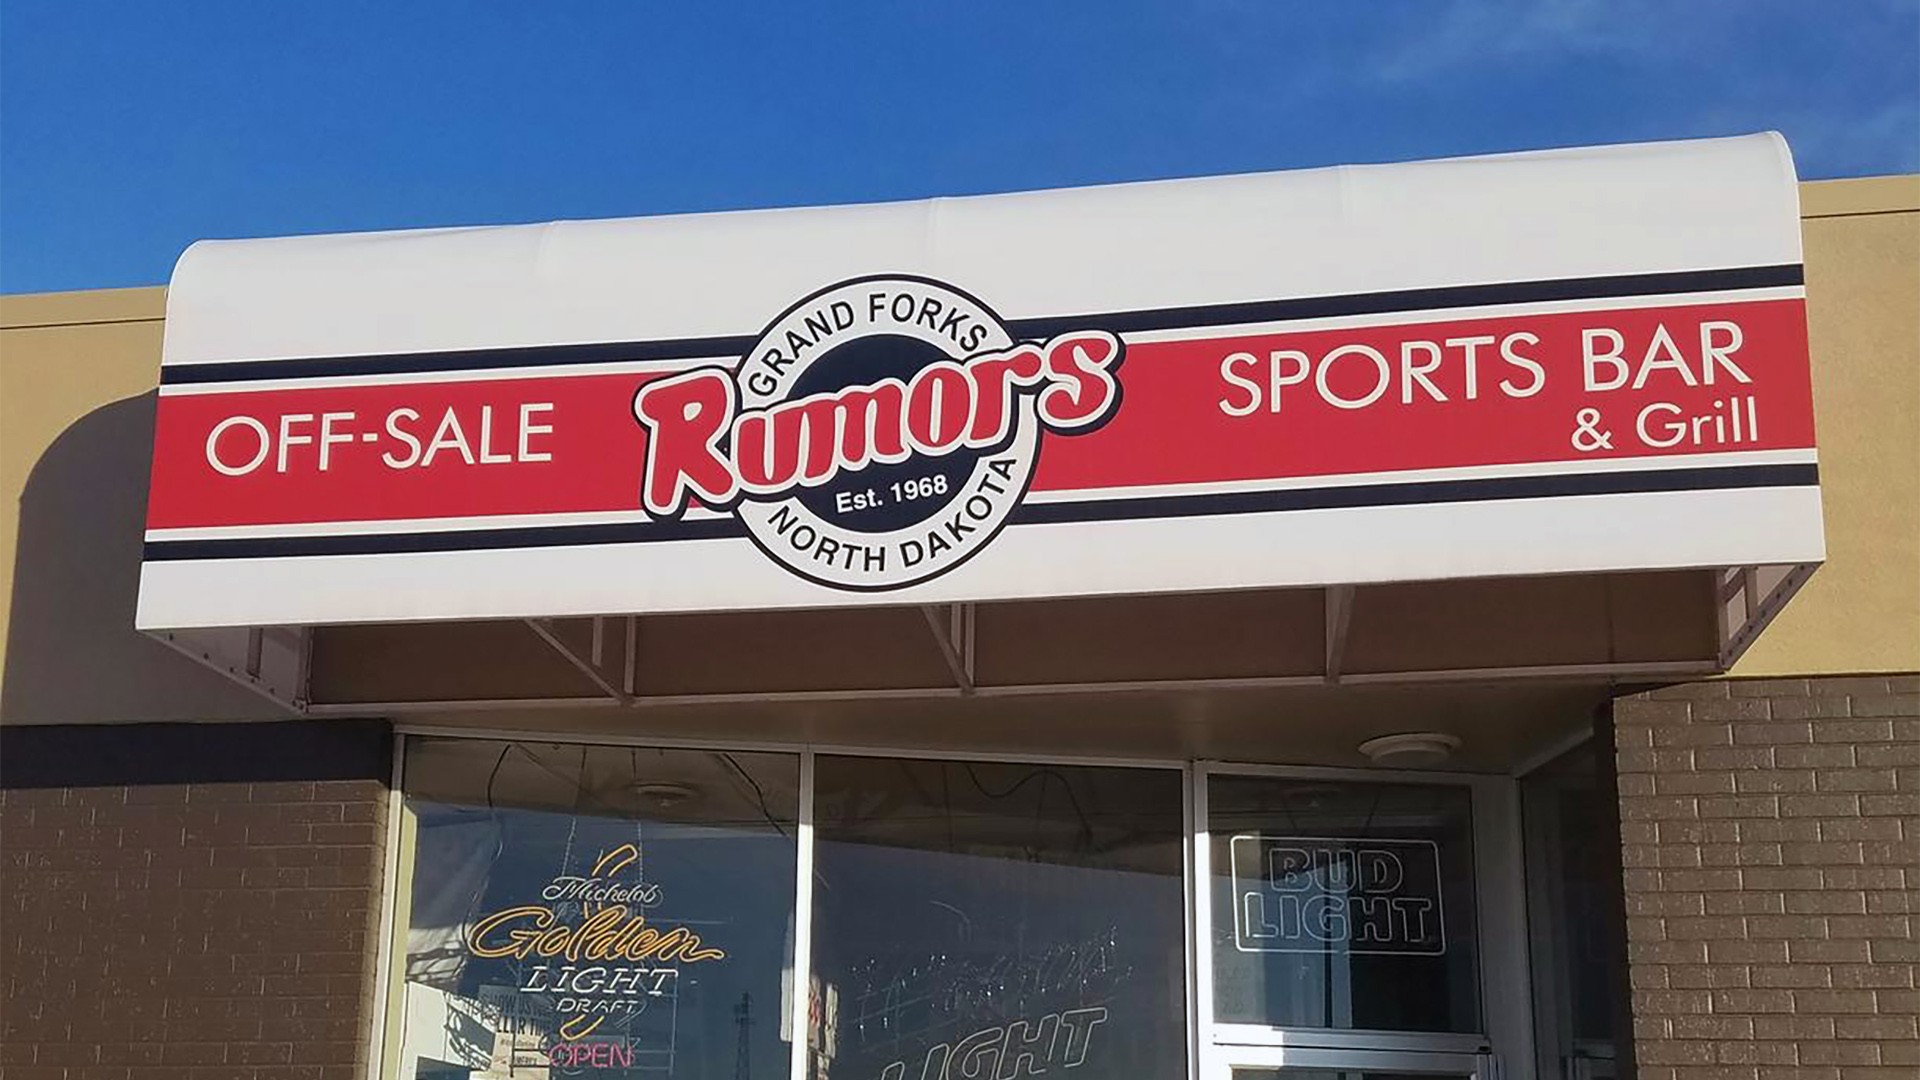 GRAND FORKS
OFF-SALE
Rumors
SPORTS BAR
& Grill
Est. 1968
NORTH DAKOTA
Michelob
Golden
LIGHT
DRAFT
OPEN
LIGHT
BUD
LIGHT